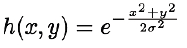 h(x, y) = e^{-\frac{x^2+y^2}{2\sigma^2}}